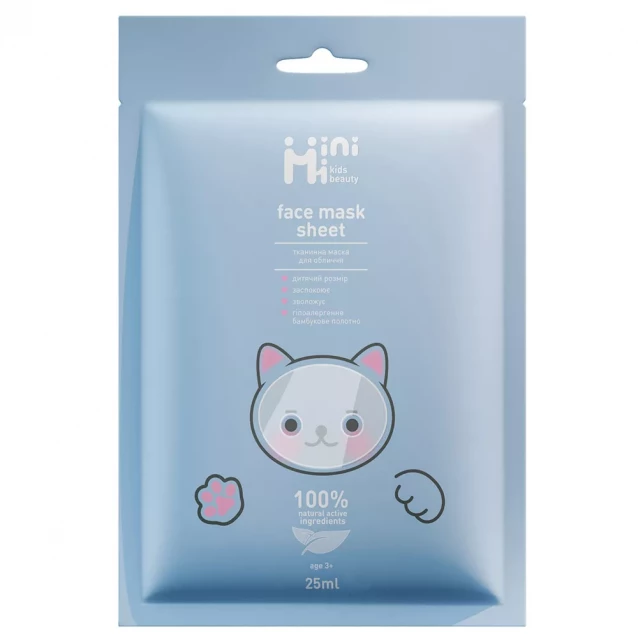 Mini Mi
kids
beauty
face mask
sheet
тканинна маска
для обличчя
дитячий розмір
заспокоює
зволожує
гіпоалергенне
бамбукове полотно
100%
natural active
ingredients
age 3+
25ml